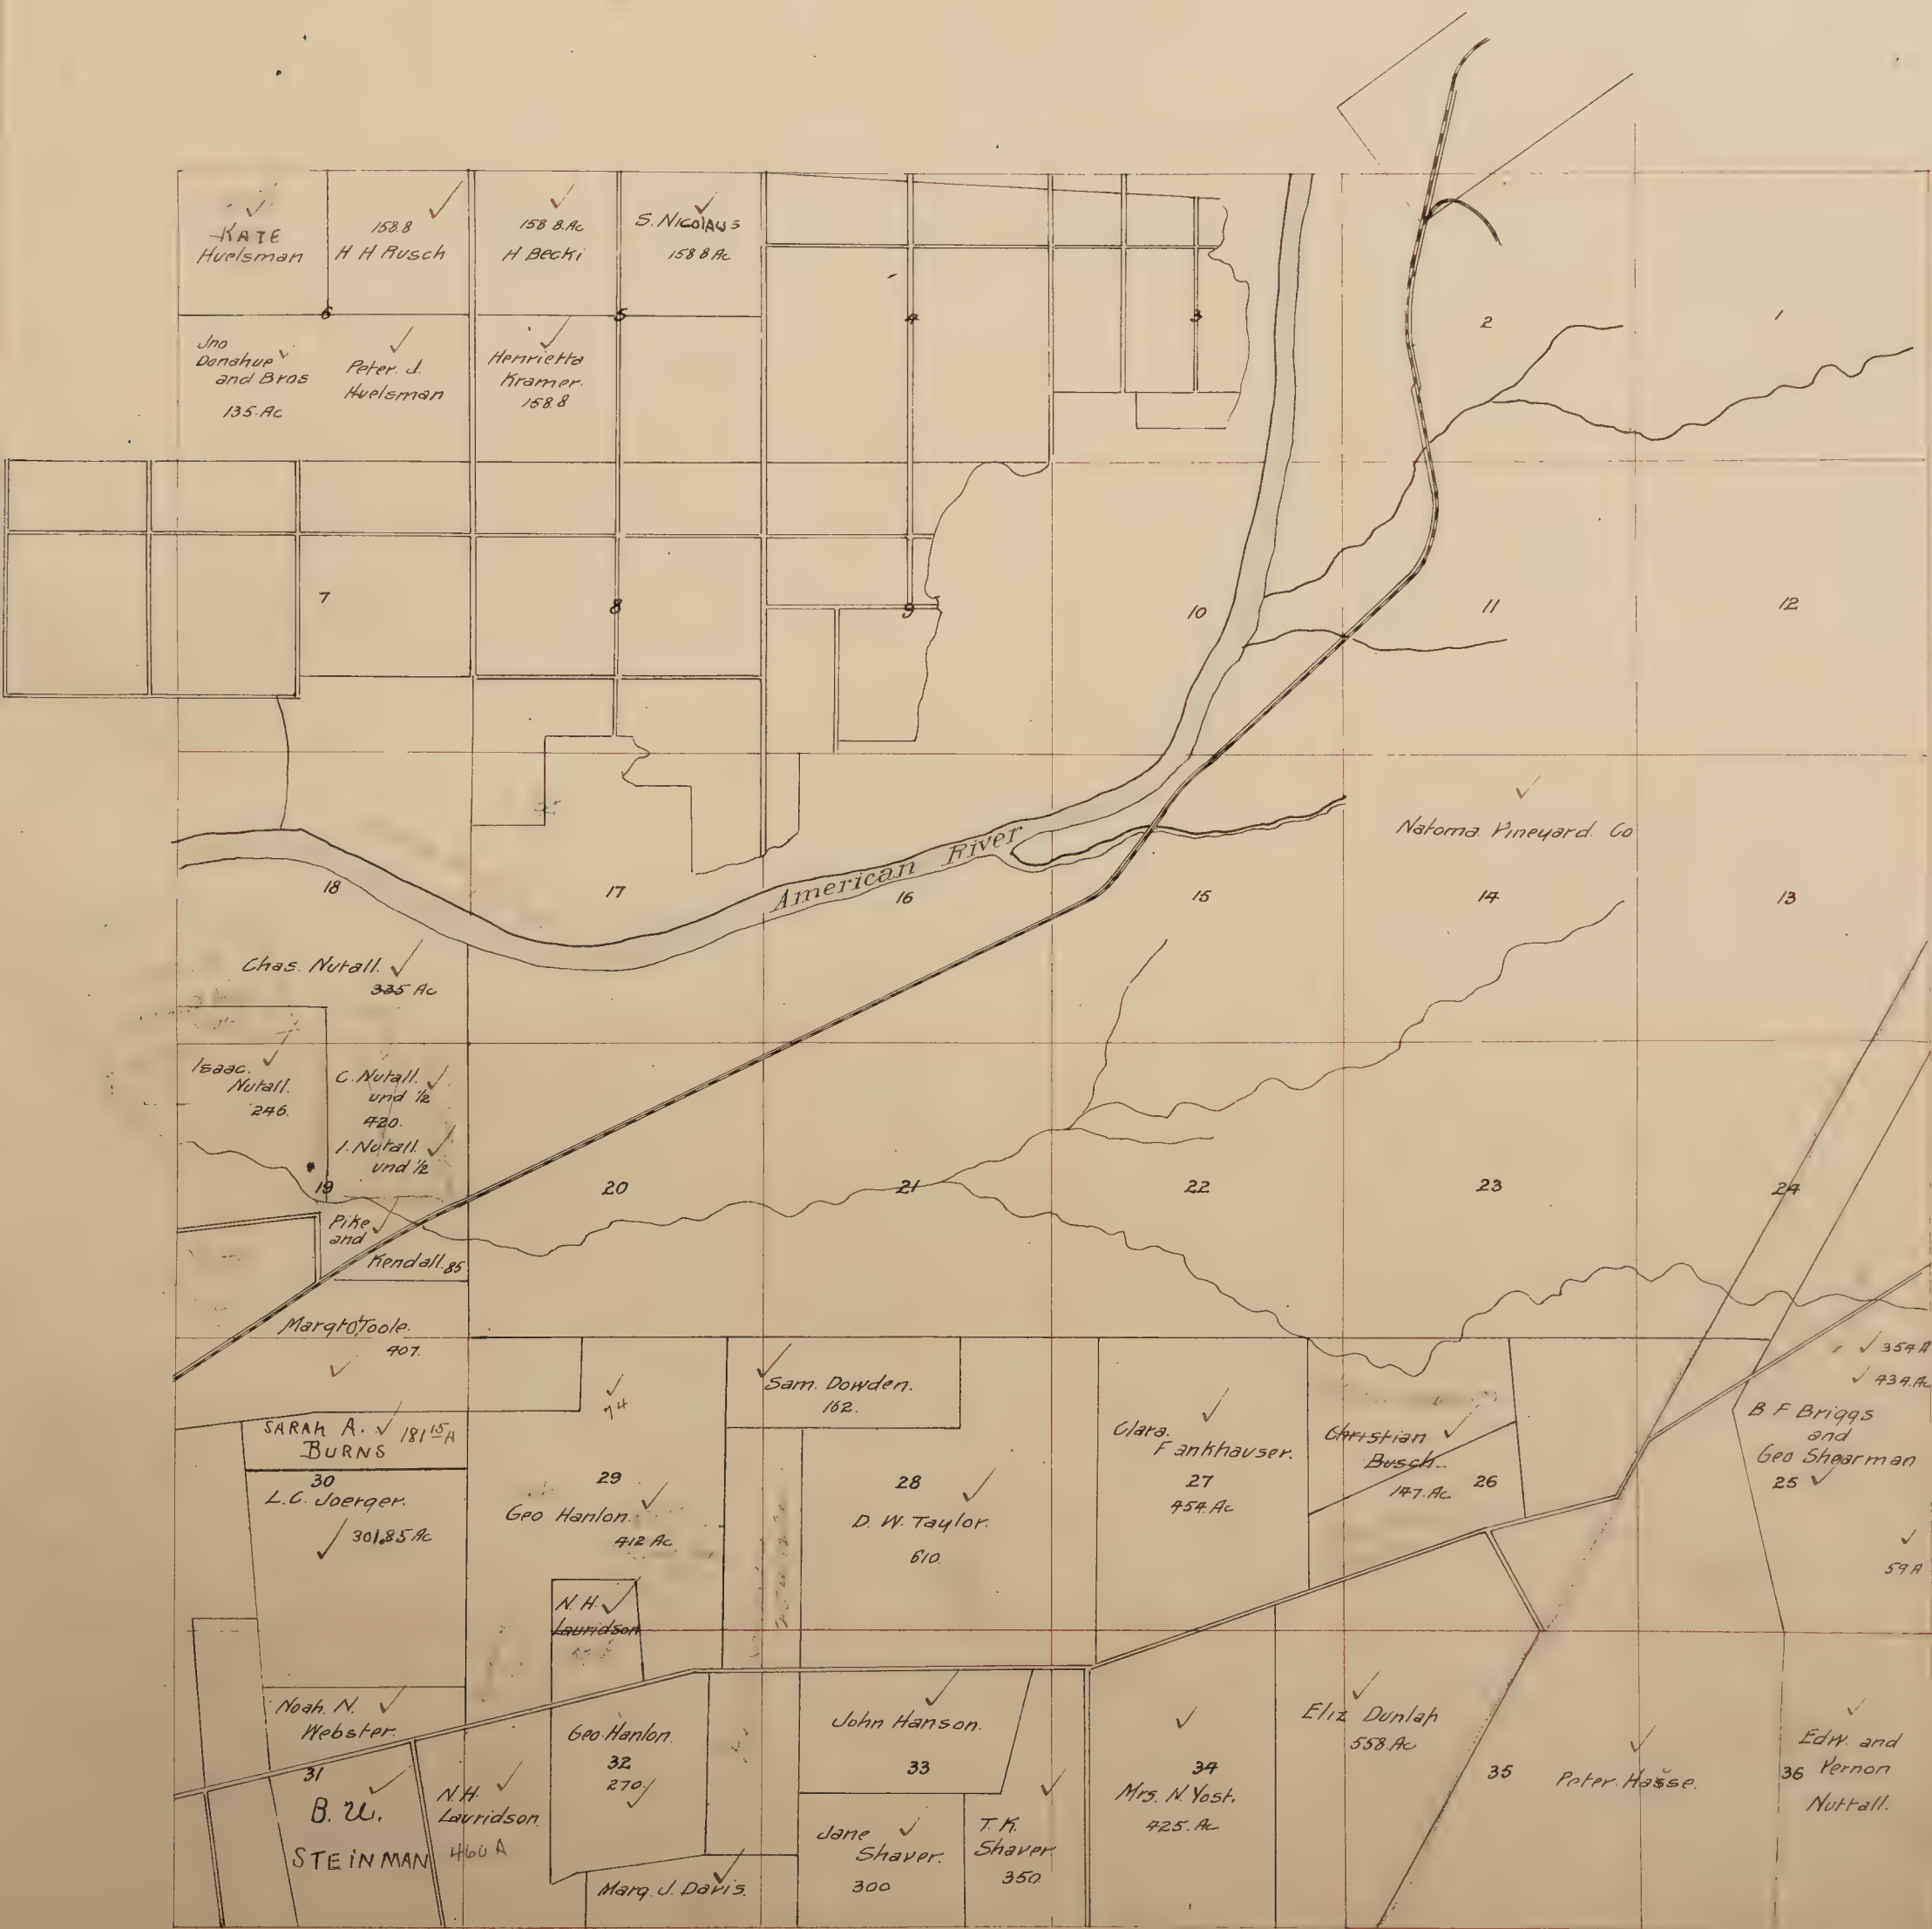 KATE
Huelsman
158.8
H H Rusch
158 8.Ac
H Becki
S. Nicolaus
158 8 Ac
6
5
4
3
2
1
Jno
Donahue
and Bros
135. Ac
Peter. J.
Huelsman
Henrietta
Kramer.
158.8
7
8
9
10
11
12
Natoma. Vineyard. Co
American River
18
17
16
15
14
13
Chas. Nutall.
335 Ac
Isaac.
Nutall.
246.
C. Nutall.
und 1/2
420.
I. Nutall.
und 1/2
19
20
21
22
23
24
Pike
and
Kendall. 85
Margt O'Toole.
407.
SARAH A.
BURNS
181 15 A
30
L.C. Joerger.
301.85 Ac
74
29
Geo Hanlon.
412 Ac
N. H.
Lauridson
Sam. Dowden.
162.
28
D. W. Taylor.
610.
Clara.
Fankhauser.
27
454 Ac
Christian
Busch
147. Ac
26
354 A
434. Ac
B F Briggs
and
Geo Shearman
25
59 A
Noah. N.
Webster.
31
B. U.
STEINMAN
N. H.
Lauridson.
460 A
Geo. Hanlon.
32
270
Marg. J. Davis.
John Hanson.
33
Jane
Shaver.
300
T. K.
Shaver
350
34
Mrs. N. Yost.
425. Ac
Eliz Dunlap
558. Ac
35
Peter. Hasse.
36
Edw. and
Vernon
Nuttall.